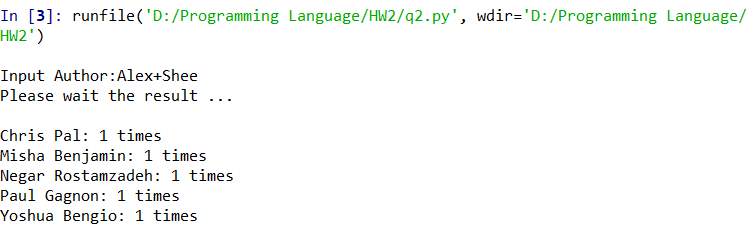 In [3]: runfile('D:/Programming Language/HW2/q2.py', wdir='D:/Programming Language/
HW2')
Input Author:Alex+Shee
Please wait the result ...
Chris Pal: 1 times
Misha Benjamin: 1 times
Negar Rostamzadeh: 1 times
Paul Gagnon: 1 times
Yoshua Bengio: 1 times